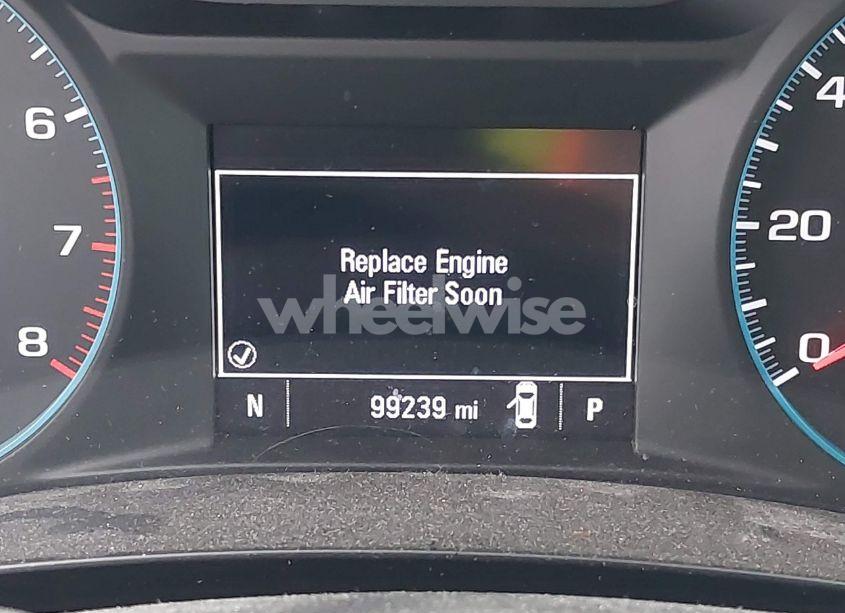 6
7
8
Replace Engine
Air Filter Soon
wheelwise
N
99239 mi
P
4
20
0